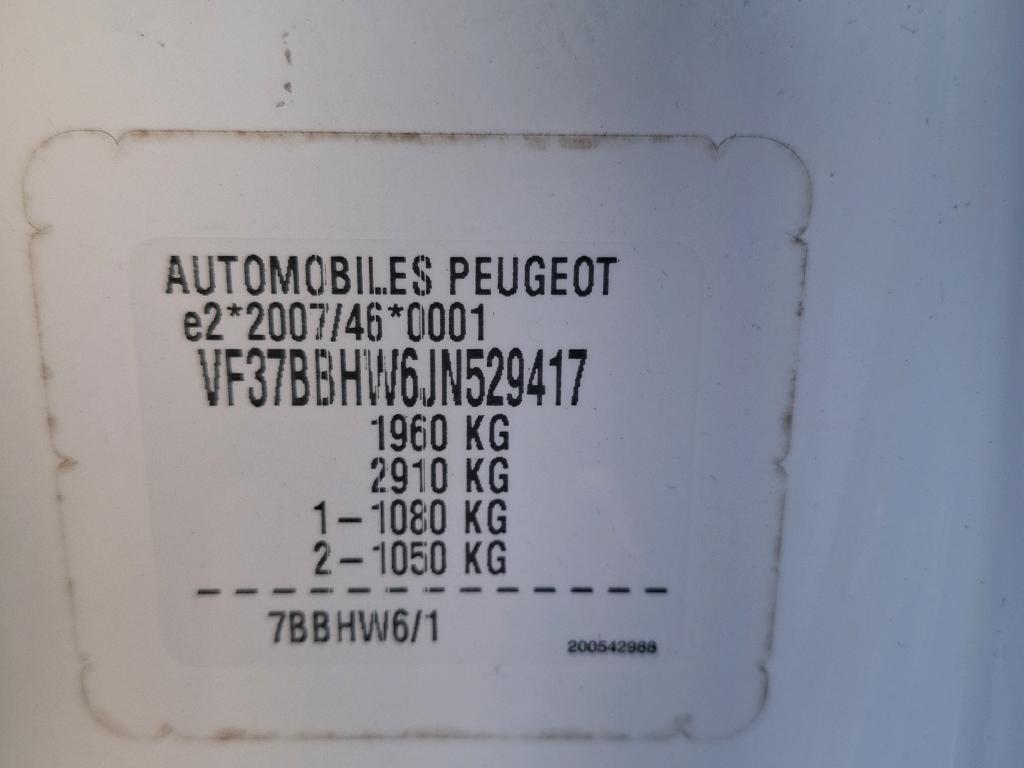 AUTOMOBILES PEUGEOT
e2*2007/46*0001
VF37BBHW6JN529417
1960 KG
2910 KG
1-1080 KG
2-1050 KG
7BBHW6/1
200542988